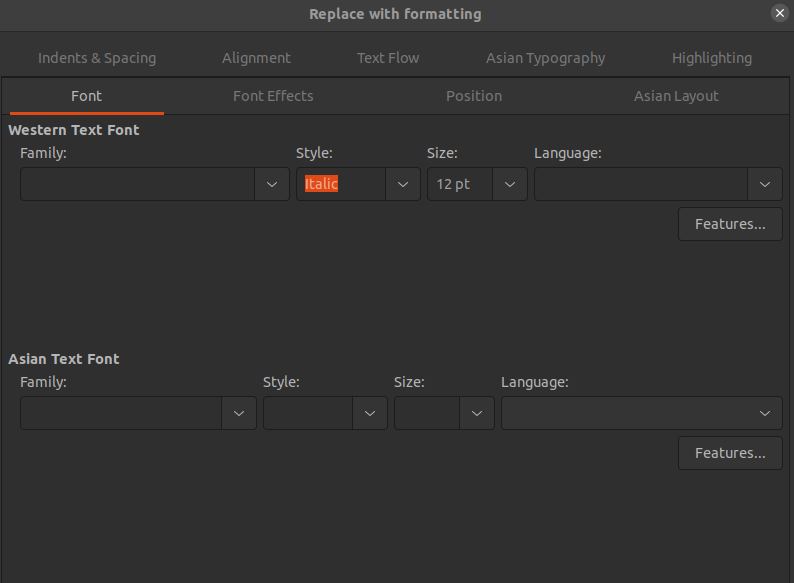 Replace with formatting
Indents & Spacing Alignment Text Flow Asian Typography Highlighting
Font Font Effects Position Asian Layout
Western Text Font
Family: Style: Size: Language:
Italic 12 pt
Features...
Asian Text Font
Family: Style: Size: Language:
Features...